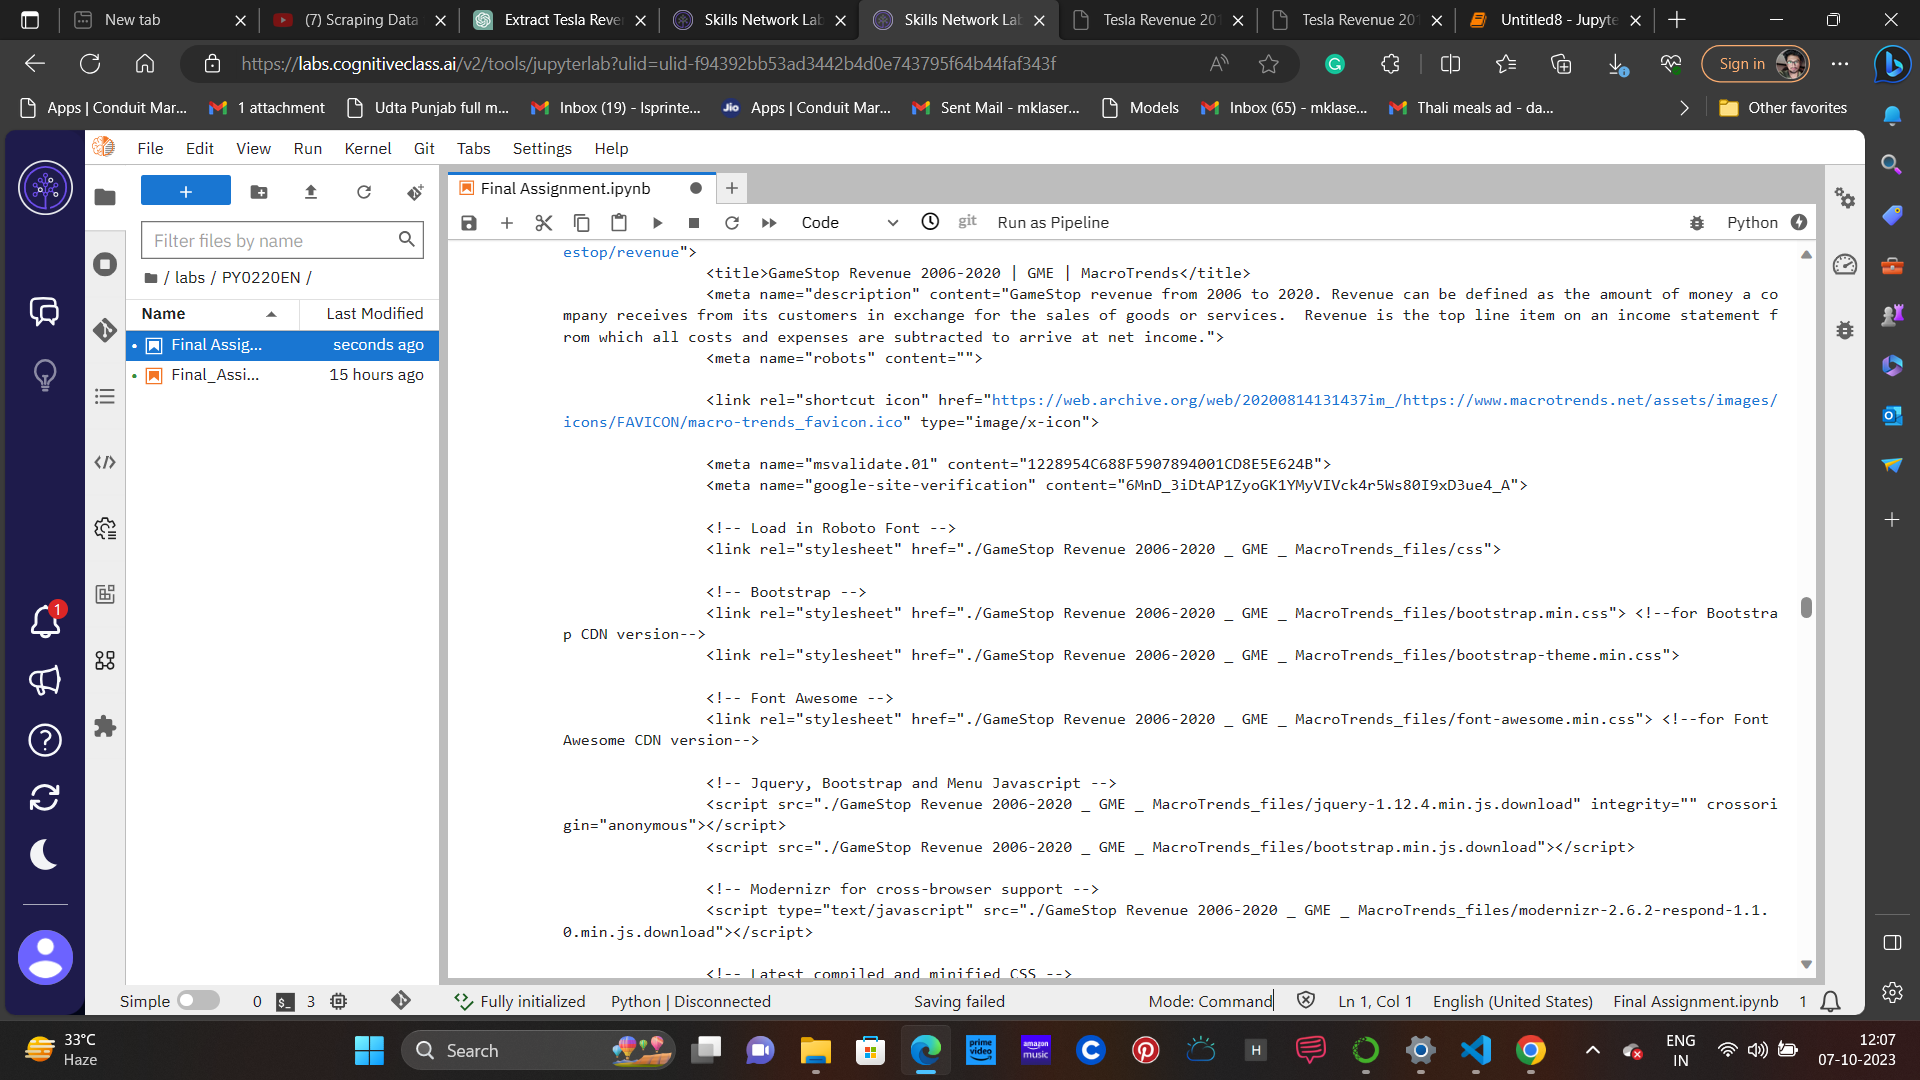 New tab
(7) Scraping Data
Extract Tesla Reve
Skills Network Lab
Skills Network Lab
Tesla Revenue 201
Tesla Revenue 201
Untitled8 - Jupyte
https://labs.cognitiveclass.ai/v2/tools/jupyterlab?ulid=ulid-f94392bb53ad3442b4d0e743795f64b44faf343f
Sign in
Apps | Conduit Mar...
1 attachment
Udta Punjab full m...
Inbox (19) - lsprinte...
Jio
Apps | Conduit Mar...
Sent Mail - mklaser...
Models
Inbox (65) - mklase...
Thali meals ad - da...
Other favorites
File Edit View Run Kernel Git Tabs Settings Help
Final Assignment.ipynb
Code
git
Run as Pipeline
Python
Filter files by name
/ labs / PY0220EN /
Name
Last Modified
Final Assig...
seconds ago
Final_Assi...
15 hours ago
1
estop/revenue">
<title>GameStop Revenue 2006-2020 | GME | MacroTrends</title>
<meta name="description" content="GameStop revenue from 2006 to 2020. Revenue can be defined as the amount of money a co
mpany receives from its customers in exchange for the sales of goods or services.  Revenue is the top line item on an income statement f
rom which all costs and expenses are subtracted to arrive at net income.">
<meta name="robots" content="">
<link rel="shortcut icon" href="https://web.archive.org/web/20200814131437im_/https://www.macrotrends.net/assets/images/
icons/FAVICON/macro-trends_favicon.ico" type="image/x-icon">
<meta name="msvalidate.01" content="1228954C688F5907894001CD8E5E624B">
<meta name="google-site-verification" content="6MnD_3iDtAP1ZyoGK1YMyVIVck4r5Ws80I9xD3ue4_A">
<!-- Load in Roboto Font -->
<link rel="stylesheet" href="./GameStop Revenue 2006-2020 _ GME _ MacroTrends_files/css">
<!-- Bootstrap -->
<link rel="stylesheet" href="./GameStop Revenue 2006-2020 _ GME _ MacroTrends_files/bootstrap.min.css"> <!--for Bootstra
p CDN version-->
<link rel="stylesheet" href="./GameStop Revenue 2006-2020 _ GME _ MacroTrends_files/bootstrap-theme.min.css">
<!-- Font Awesome -->
<link rel="stylesheet" href="./GameStop Revenue 2006-2020 _ GME _ MacroTrends_files/font-awesome.min.css"> <!--for Font
Awesome CDN version-->
<!-- Jquery, Bootstrap and Menu Javascript -->
<script src="./GameStop Revenue 2006-2020 _ GME _ MacroTrends_files/jquery-1.12.4.min.js.download" integrity="" crossori
gin="anonymous"></script>
<script src="./GameStop Revenue 2006-2020 _ GME _ MacroTrends_files/bootstrap.min.js.download"></script>
<!-- Modernizr for cross-browser support -->
<script type="text/javascript" src="./GameStop Revenue 2006-2020 _ GME _ MacroTrends_files/modernizr-2.6.2-respond-1.1.
0.min.js.download"></script>
<!-- Latest compiled and minified CSS -->
Simple
0
3
Fully initialized
Python | Disconnected
Saving failed
Mode: Command
Ln 1, Col 1
English (United States)
Final Assignment.ipynb
1
33°C
Haze
Search
prime video
amazon music
H
ENG
IN
12:07
07-10-2023